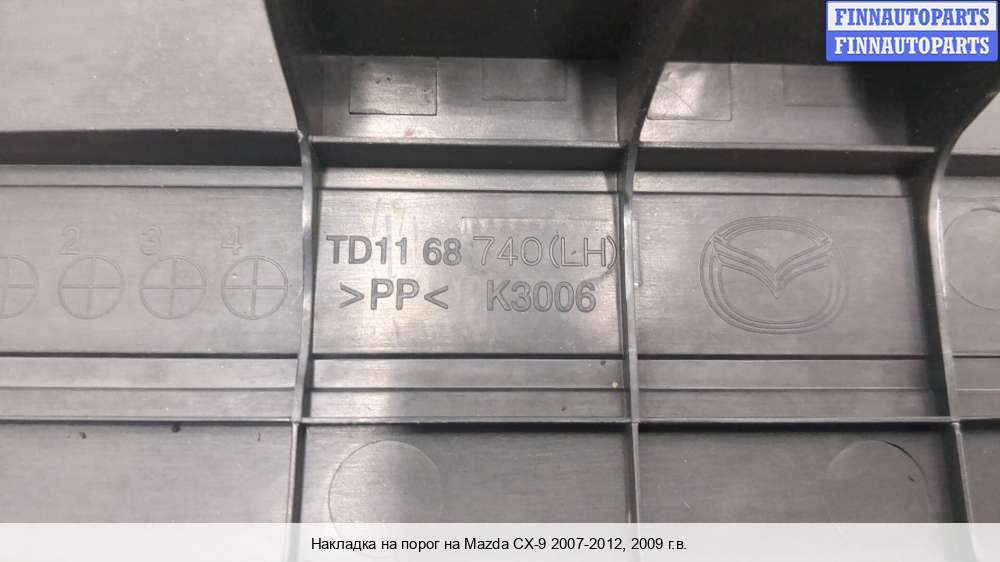 FINNAUTOPARTS
FINNAUTOPARTS
2 3 4
TD11 68 740(LH)
>PP< K3006
Накладка на порог на Mazda CX-9 2007-2012, 2009 г.в.